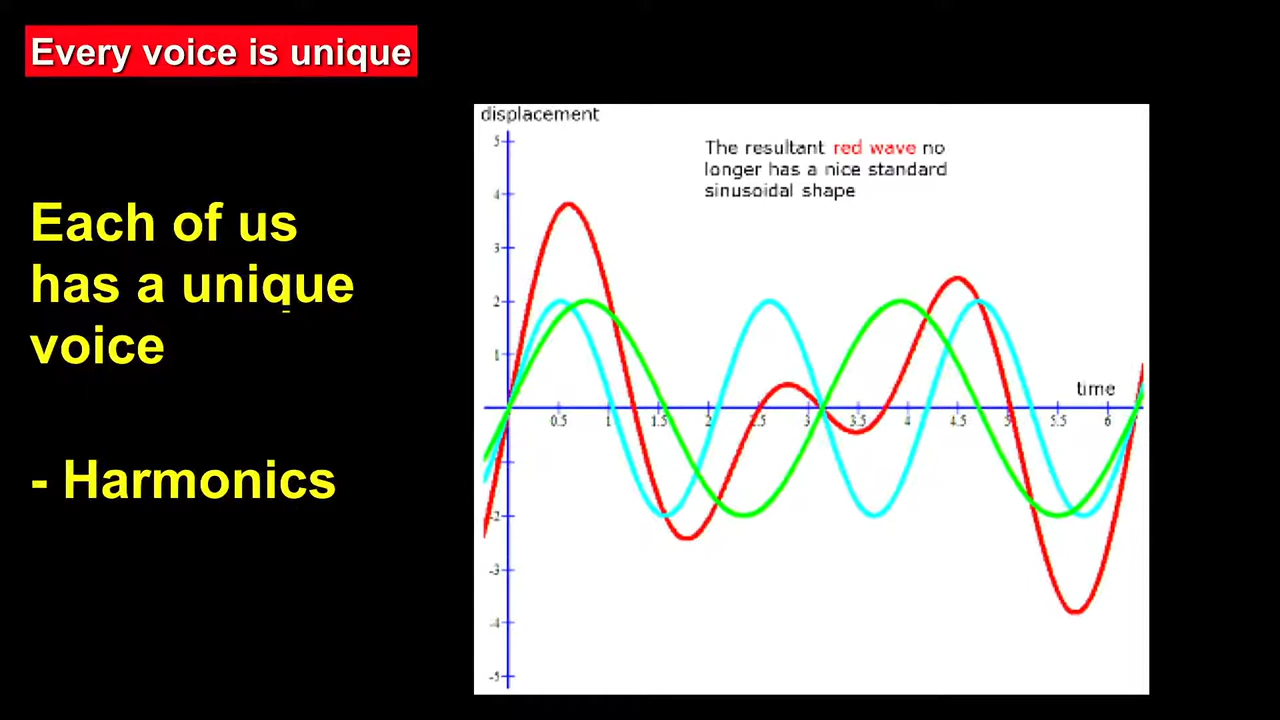 Every voice is unique
Each of us
has a unique
voice
- Harmonics
displacement
The resultant red wave no
longer has a nice standard
sinusoidal shape
5
4
3
2
1
time
0.5
1
1.5
2
2.5
3
3.5
4
4.5
5
5.5
6
-2
-3
-4
-5